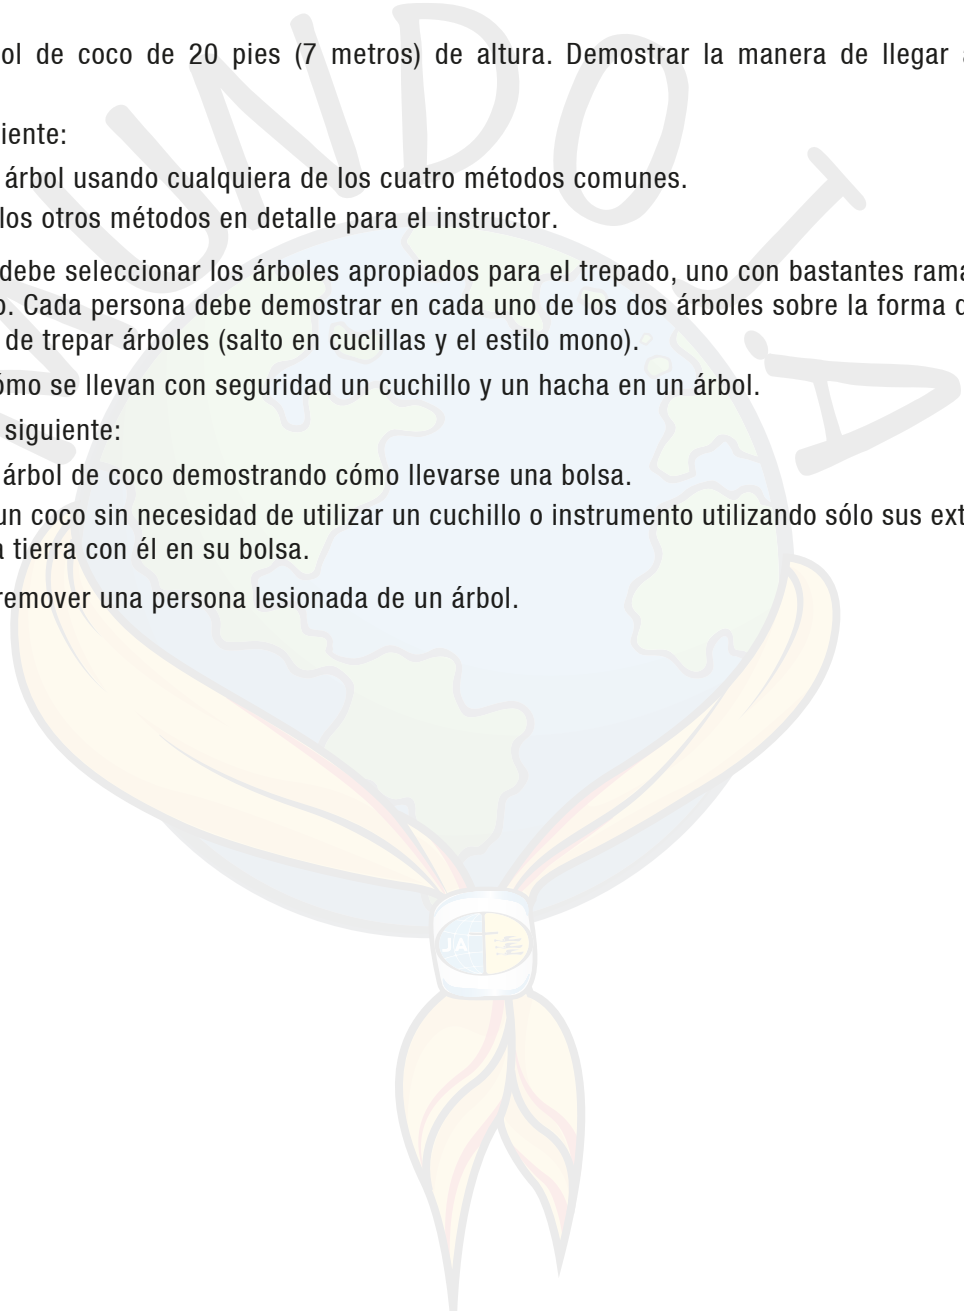 ol de coco de 20 pies (7 metros) de altura. Demostrar la manera de llegar
iente:
árbol usando cualquiera de los cuatro métodos comunes.
los otros métodos en detalle para el instructor.
debe seleccionar los árboles apropiados para el trepado, uno con bastantes rama
o. Cada persona debe demostrar en cada uno de los dos árboles sobre la forma
de trepar árboles (salto en cuclillas y el estilo mono).
ómo se llevan con seguridad un cuchillo y un hacha en un árbol.
siguiente:
árbol de coco demostrando cómo llevarse una bolsa.
un coco sin necesidad de utilizar un cuchillo o instrumento utilizando sólo sus ext
a tierra con él en su bolsa.
remover una persona lesionada de un árbol.
MUNDO JA
JA